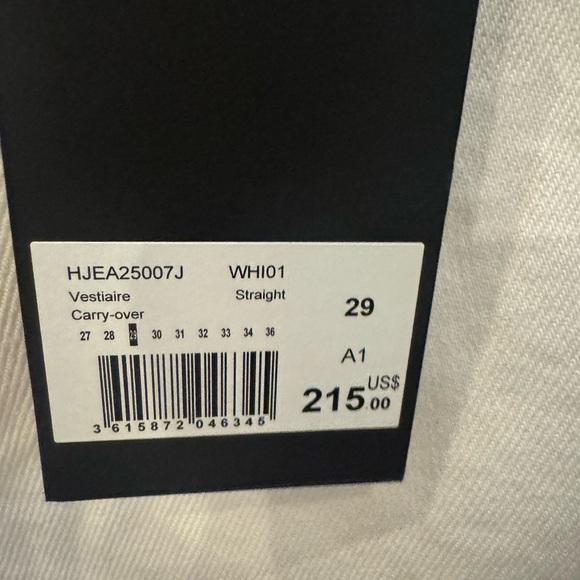 HJEA25007J WHI01
Vestiaire Straight
Carry-over
29
27 28 29 30 31 32 33 34 36
A1
215.00 US$
3 615872 046345